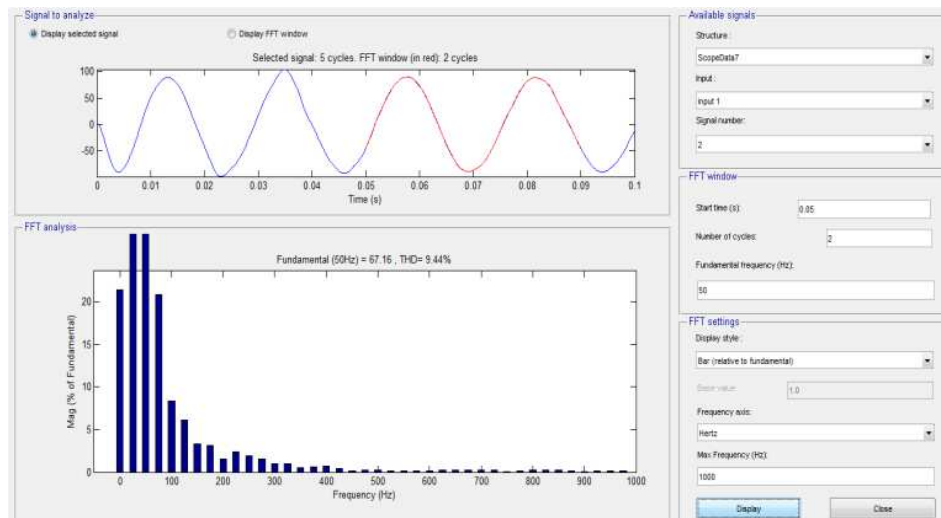 Signal to analyze
Display selected signal
Display FFT window
Selected signal: 5 cycles. FFT window (in red): 2 cycles
100
50
0
-50
0
0.01
0.02
0.03
0.04
0.05
0.06
0.07
0.08
0.09
0.1
Time (s)
FFT analysis
Fundamental (50Hz) = 67.16 , THD= 9.44%
20
15
10
5
0
Mag (% of Fundamental)
0
100
200
300
400
500
600
700
800
900
1000
Frequency (Hz)
Available signals
Structure :
ScopeData7
Input :
input 1
Signal number:
2
FFT window
Start time (s):
0.05
Number of cycles:
2
Fundamental frequency (Hz):
50
FFT settings
Display style :
Bar (relative to fundamental)
Base value:
1.0
Frequency axis:
Hertz
Max Frequency (Hz):
1000
Display
Close